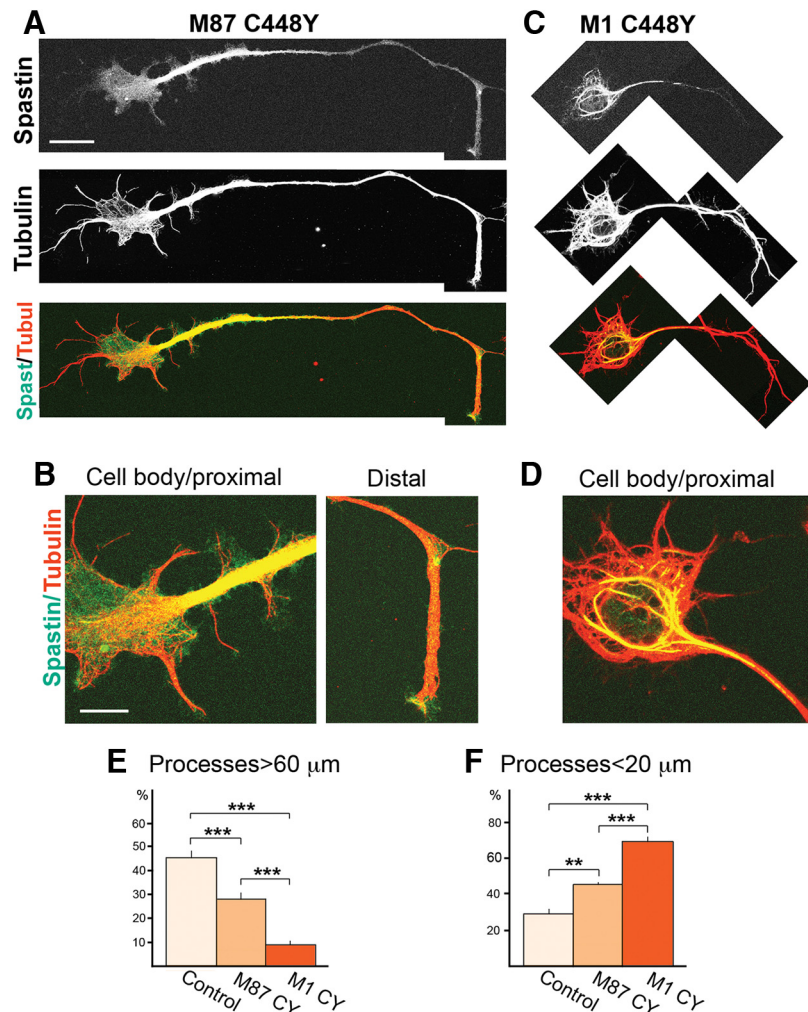 A M87 C448Y
C M1 C448Y
Spastin
Tubulin
Spast/Tubul
B Cell body/proximal
Distal
D Cell body/proximal
Spastin/Tubulin
E Processes>60 μm
%
60
50
40
30
20
10
***
***
***
Control
M87 CY
M1 CY
F Processes<20 μm
%
80
60
40
20
***
***
**
Control
M87 CY
M1 CY